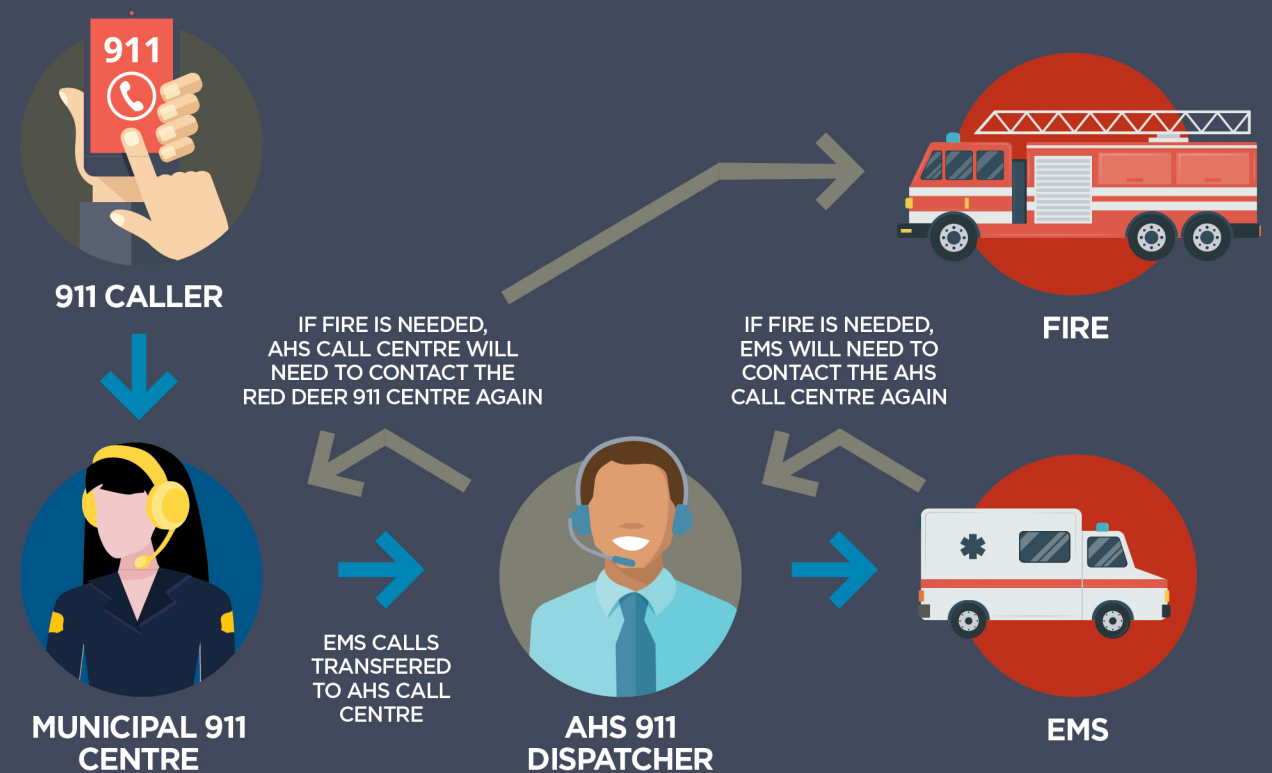 911
911 CALLER
IF FIRE IS NEEDED,
AHS CALL CENTRE WILL
NEED TO CONTACT THE
RED DEER 911 CENTRE AGAIN
IF FIRE IS NEEDED,
EMS WILL NEED TO
CONTACT THE AHS
CALL CENTRE AGAIN
FIRE
EMS CALLS
TRANSFERED
TO AHS CALL
CENTRE
MUNICIPAL 911
CENTRE
AHS 911
DISPATCHER
EMS